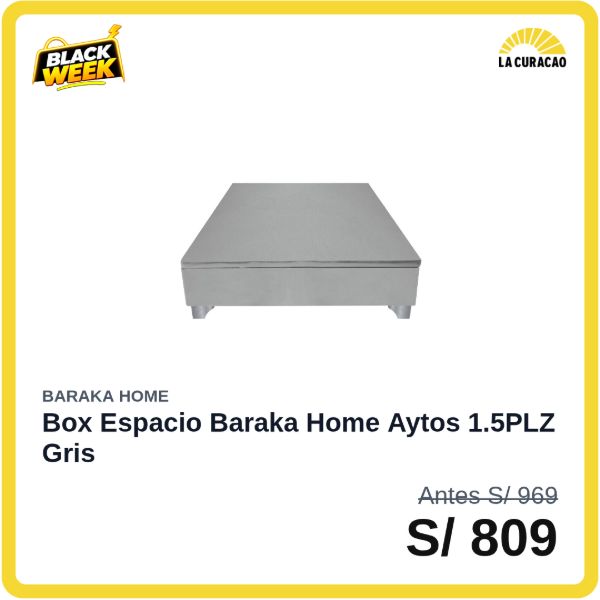 BLACK
WEEK
LA CURACAO
BARAKA HOME
Box Espacio Baraka Home Aytos 1.5PLZ
Gris
Antes S/ 969
S/ 809